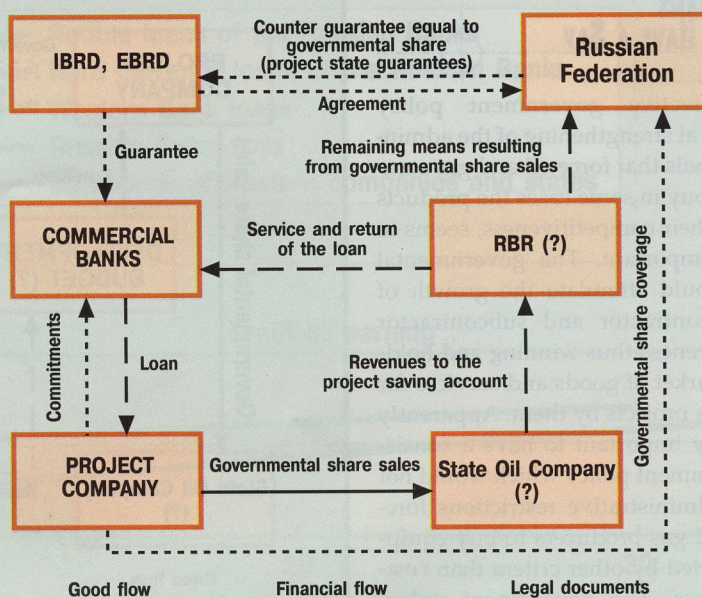 IBRD, EBRD
Counter guarantee equal to
governmental share
(project state guarantees)
Agreement
Russian
Federation
Guarantee
Remaining means resulting
from governmental share sales
COMMERCIAL
BANKS
Service and return
of the loan
RBR (?)
Commitments
Loan
Revenues to the
project saving account
Governmental share coverage
PROJECT
COMPANY
Governmental share sales
State Oil Company
(?)
Good flow
Financial flow
Legal documents